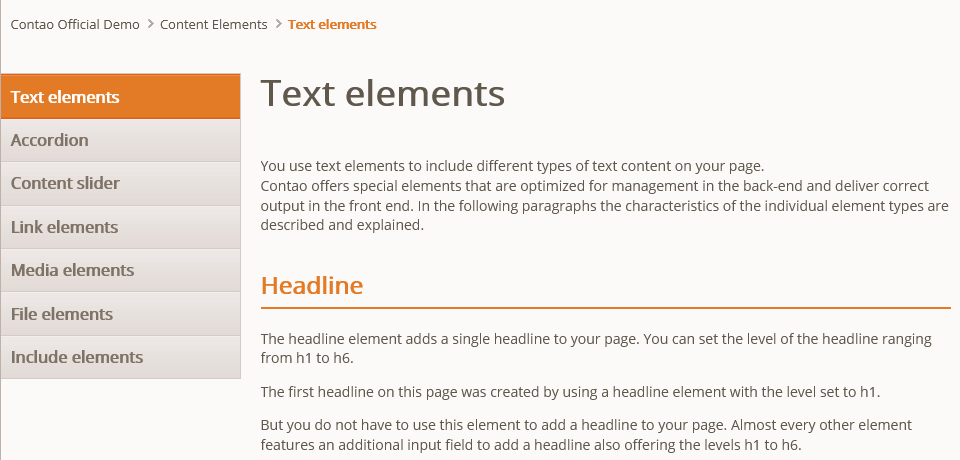 Contao Official Demo > Content Elements > Text elements
Text elements
Accordion
Content slider
Link elements
Media elements
File elements
Include elements
Text elements
You use text elements to include different types of text content on your page.
Contao offers special elements that are optimized for management in the back-end and deliver correct
output in the front end. In the following paragraphs the characteristics of the individual element types are
described and explained.
Headline
The headline element adds a single headline to your page. You can set the level of the headline ranging
from h1 to h6.
The first headline on this page was created by using a headline element with the level set to h1.
But you do not have to use this element to add a headline to your page. Almost every other element
features an additional input field to add a headline also offering the levels h1 to h6.